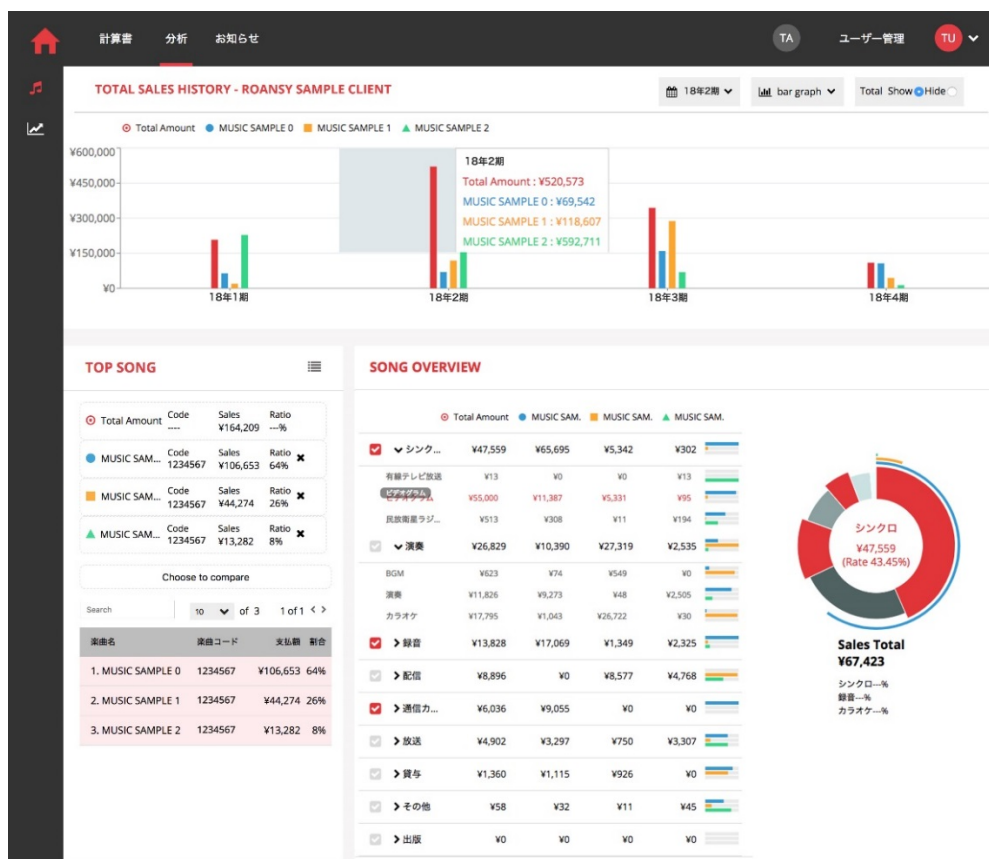 計算書 分析 お知らせ TA ユーザー管理 TU
TOTAL SALES HISTORY - ROANSY SAMPLE CLIENT 18年2期 bar graph Total Show Hide
Total Amount MUSIC SAMPLE 0 MUSIC SAMPLE 1 MUSIC SAMPLE 2
¥600,000
¥450,000
¥300,000
¥150,000
¥0
18年2期
Total Amount : ¥520,573
MUSIC SAMPLE 0 : ¥69,542
MUSIC SAMPLE 1 : ¥118,607
MUSIC SAMPLE 2 : ¥592,711
18年1期 18年2期 18年3期 18年4期
TOP SONG
Total Amount Code ---- Sales ¥164,209 Ratio ---%
MUSIC SAM... Code 1234567 Sales ¥106,653 Ratio 64%
MUSIC SAM... Code 1234567 Sales ¥44,274 Ratio 26%
MUSIC SAM... Code 1234567 Sales ¥13,282 Ratio 8%
Choose to compare
Search 10 of 3 1 of 1
楽曲名 楽曲コード 支払額 割合
1. MUSIC SAMPLE 0 1234567 ¥106,653 64%
2. MUSIC SAMPLE 1 1234567 ¥44,274 26%
3. MUSIC SAMPLE 2 1234567 ¥13,282 8%
SONG OVERVIEW
Total Amount MUSIC SAM. MUSIC SAM. MUSIC SAM.
シンク... ¥47,559 ¥65,695 ¥5,342 ¥302
有線テレビ放送 ¥13 ¥0 ¥0 ¥13
ビデオグラム
¥55,000 ¥11,387 ¥5,331 ¥95
民放衛星ラジ... ¥513 ¥308 ¥11 ¥194
演奏 ¥26,829 ¥10,390 ¥27,319 ¥2,535
BGM ¥623 ¥74 ¥549 ¥0
演奏 ¥11,826 ¥9,273 ¥48 ¥2,505
カラオケ ¥17,795 ¥1,043 ¥26,722 ¥30
録音 ¥13,828 ¥17,069 ¥1,349 ¥2,325
配信 ¥8,896 ¥0 ¥8,577 ¥4,768
通信カ... ¥6,036 ¥9,055 ¥0 ¥0
放送 ¥4,902 ¥3,297 ¥750 ¥3,307
貸与 ¥1,360 ¥1,115 ¥926 ¥0
その他 ¥58 ¥32 ¥11 ¥45
出版 ¥0 ¥0 ¥0 ¥0
シンクロ
¥47,559
(Rate 43.45%)
Sales Total
¥67,423
シンクロ---%
録音---%
カラオケ---%